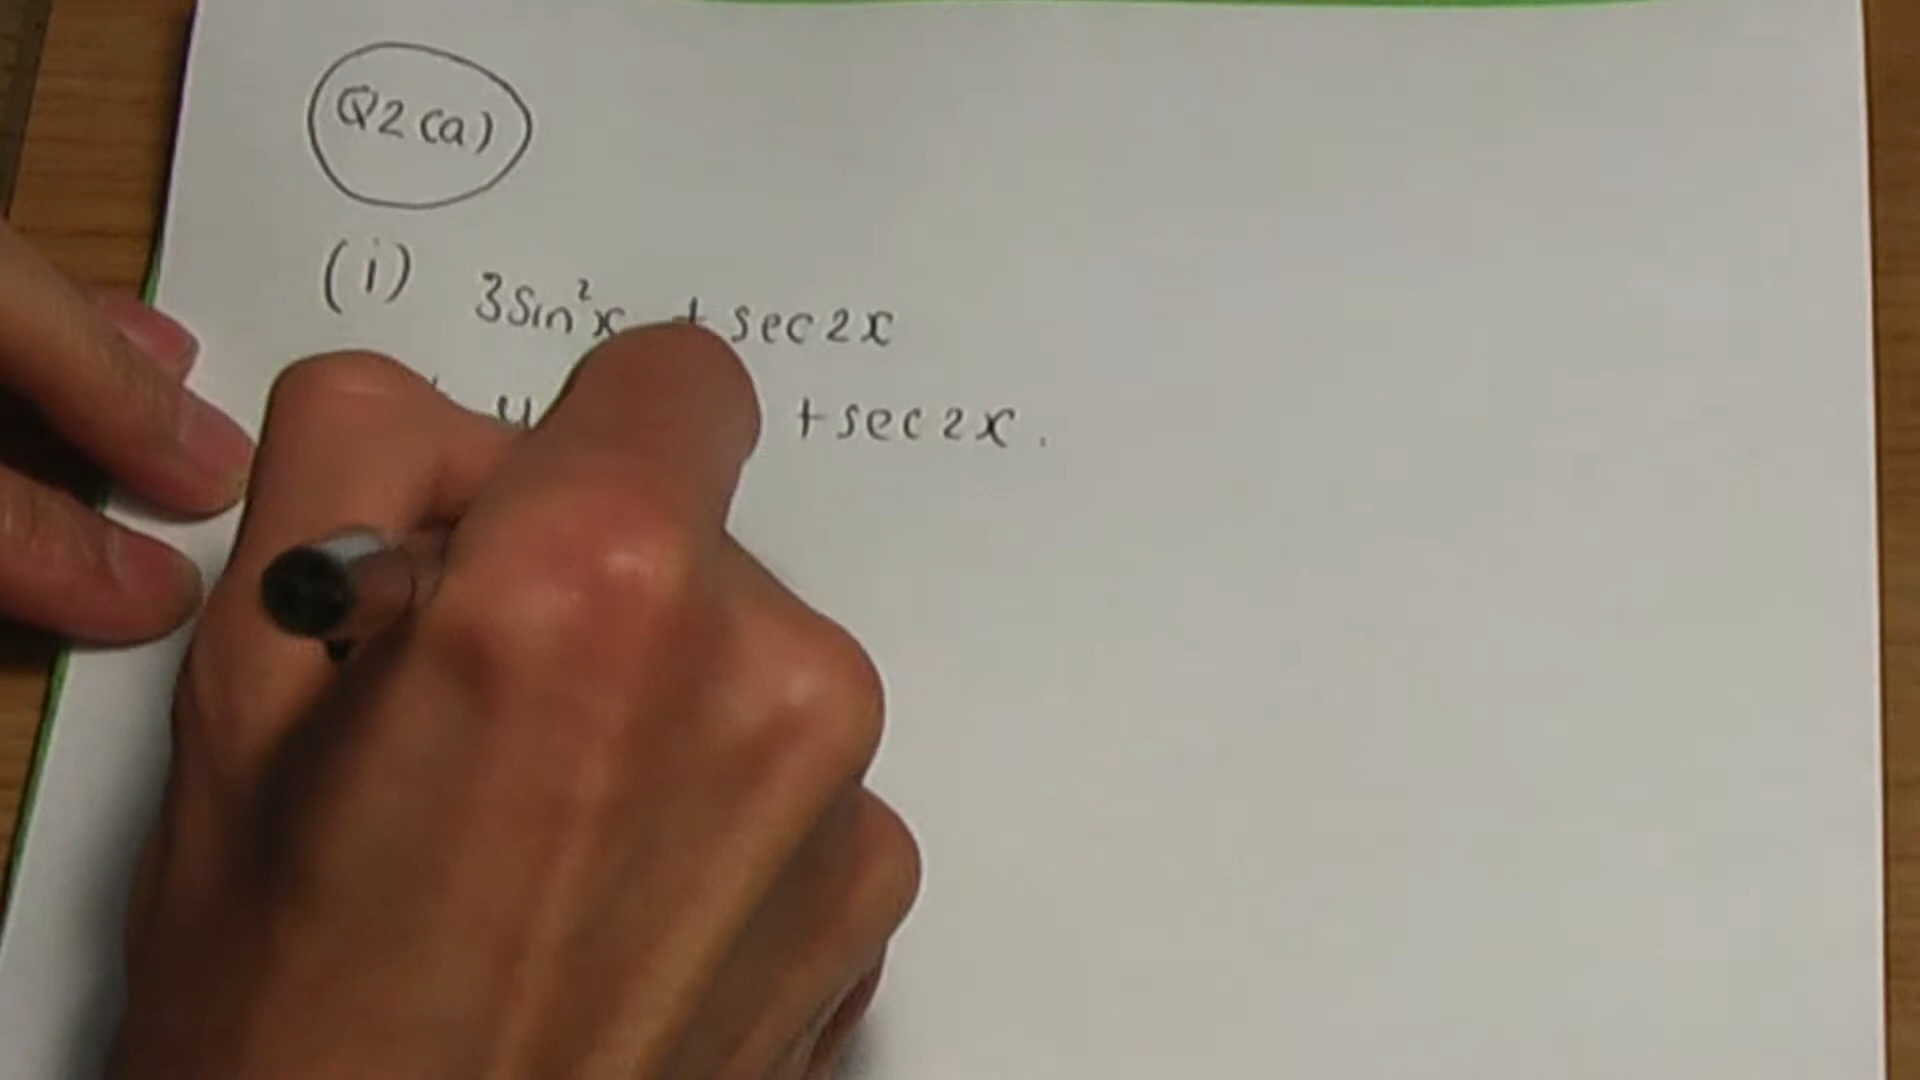 Q2(a)
(i) 3sin²x + sec2x
+sec2x.